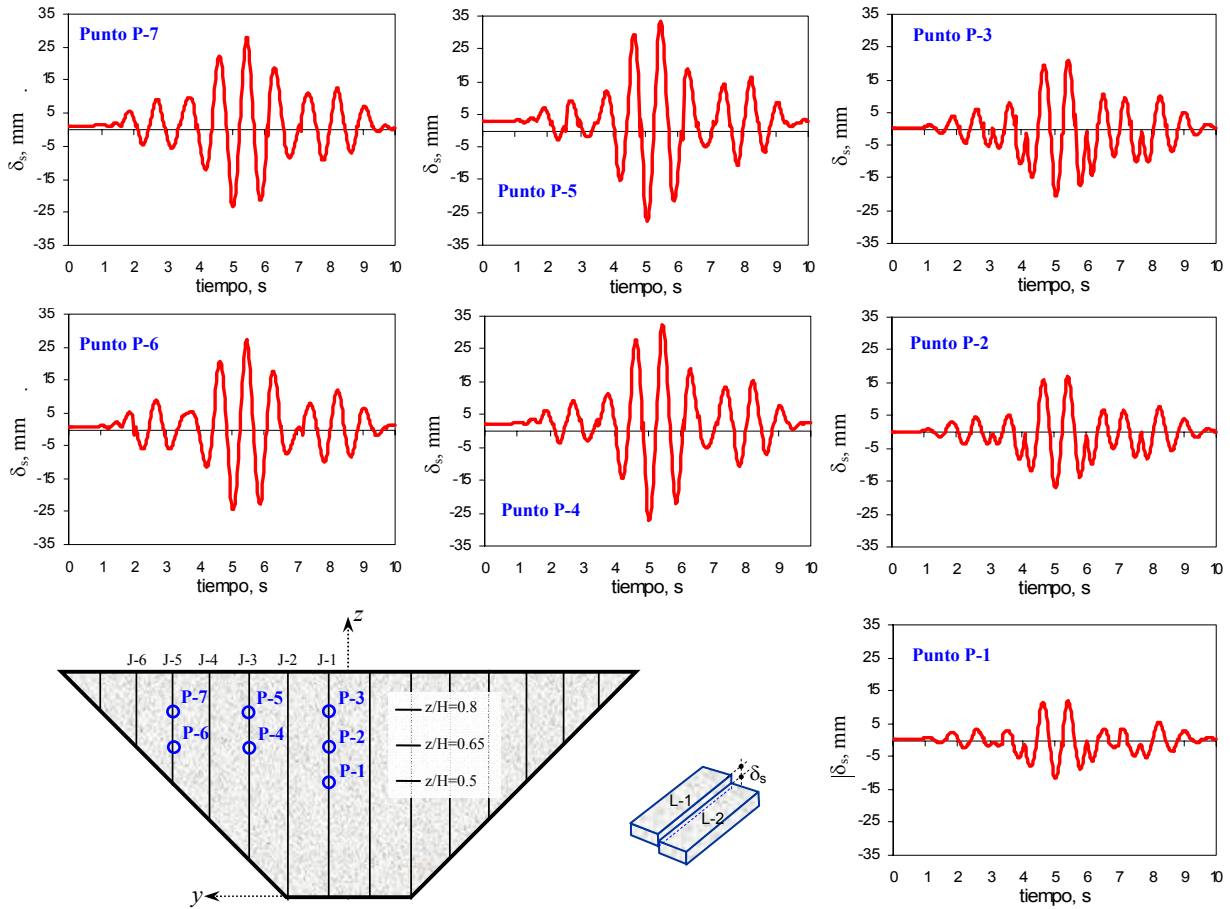 35
25
15
5
-5
-15
-25
-35
δs, mm
Punto P-7
0 1 2 3 4 5 6 7 8 9 10
tiempo, s
35
25
15
5
-5
-15
-25
-35
δs, mm
Punto P-5
0 1 2 3 4 5 6 7 8 9 10
tiempo, s
35
25
15
5
-5
-15
-25
-35
δs, mm
Punto P-3
0 1 2 3 4 5 6 7 8 9 10
tiempo, s
35
25
15
5
-5
-15
-25
-35
δs, mm
Punto P-6
0 1 2 3 4 5 6 7 8 9 10
tiempo, s
35
25
15
5
-5
-15
-25
-35
δs, mm
Punto P-4
0 1 2 3 4 5 6 7 8 9 10
tiempo, s
35
25
15
5
-5
-15
-25
-35
δs, mm
Punto P-2
0 1 2 3 4 5 6 7 8 9 10
tiempo, s
z
J-6 J-5 J-4 J-3 J-2 J-1
P-7 P-5 P-3
z/H=0.8
P-6 P-4 P-2
z/H=0.65
P-1
z/H=0.5
y
δs
L-1
L-2
35
25
15
5
-5
-15
-25
-35
|δs, mm
Punto P-1
0 1 2 3 4 5 6 7 8 9 10
tiempo, s